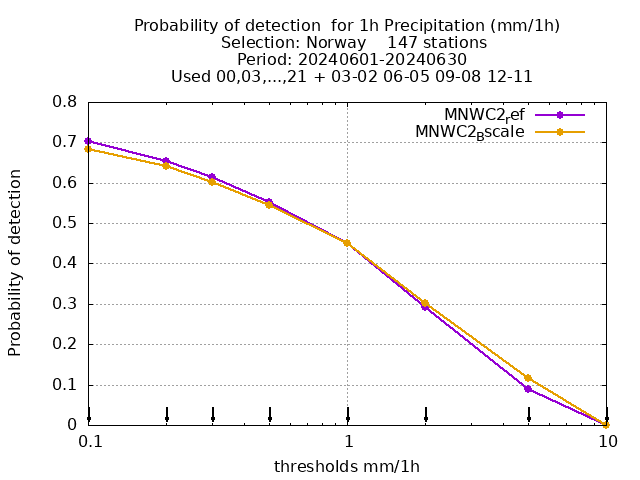 Probability of detection  for 1h Precipitation (mm/1h)
Selection: Norway    147 stations
Period: 20240601-20240630
Used 00,03,...,21 + 03-02 06-05 09-08 12-11
MNWC2ref
MNWC2Bscale
0.8
0.7
0.6
0.5
0.4
0.3
0.2
0.1
0
Probability of detection
0.1 1 10
thresholds mm/1h